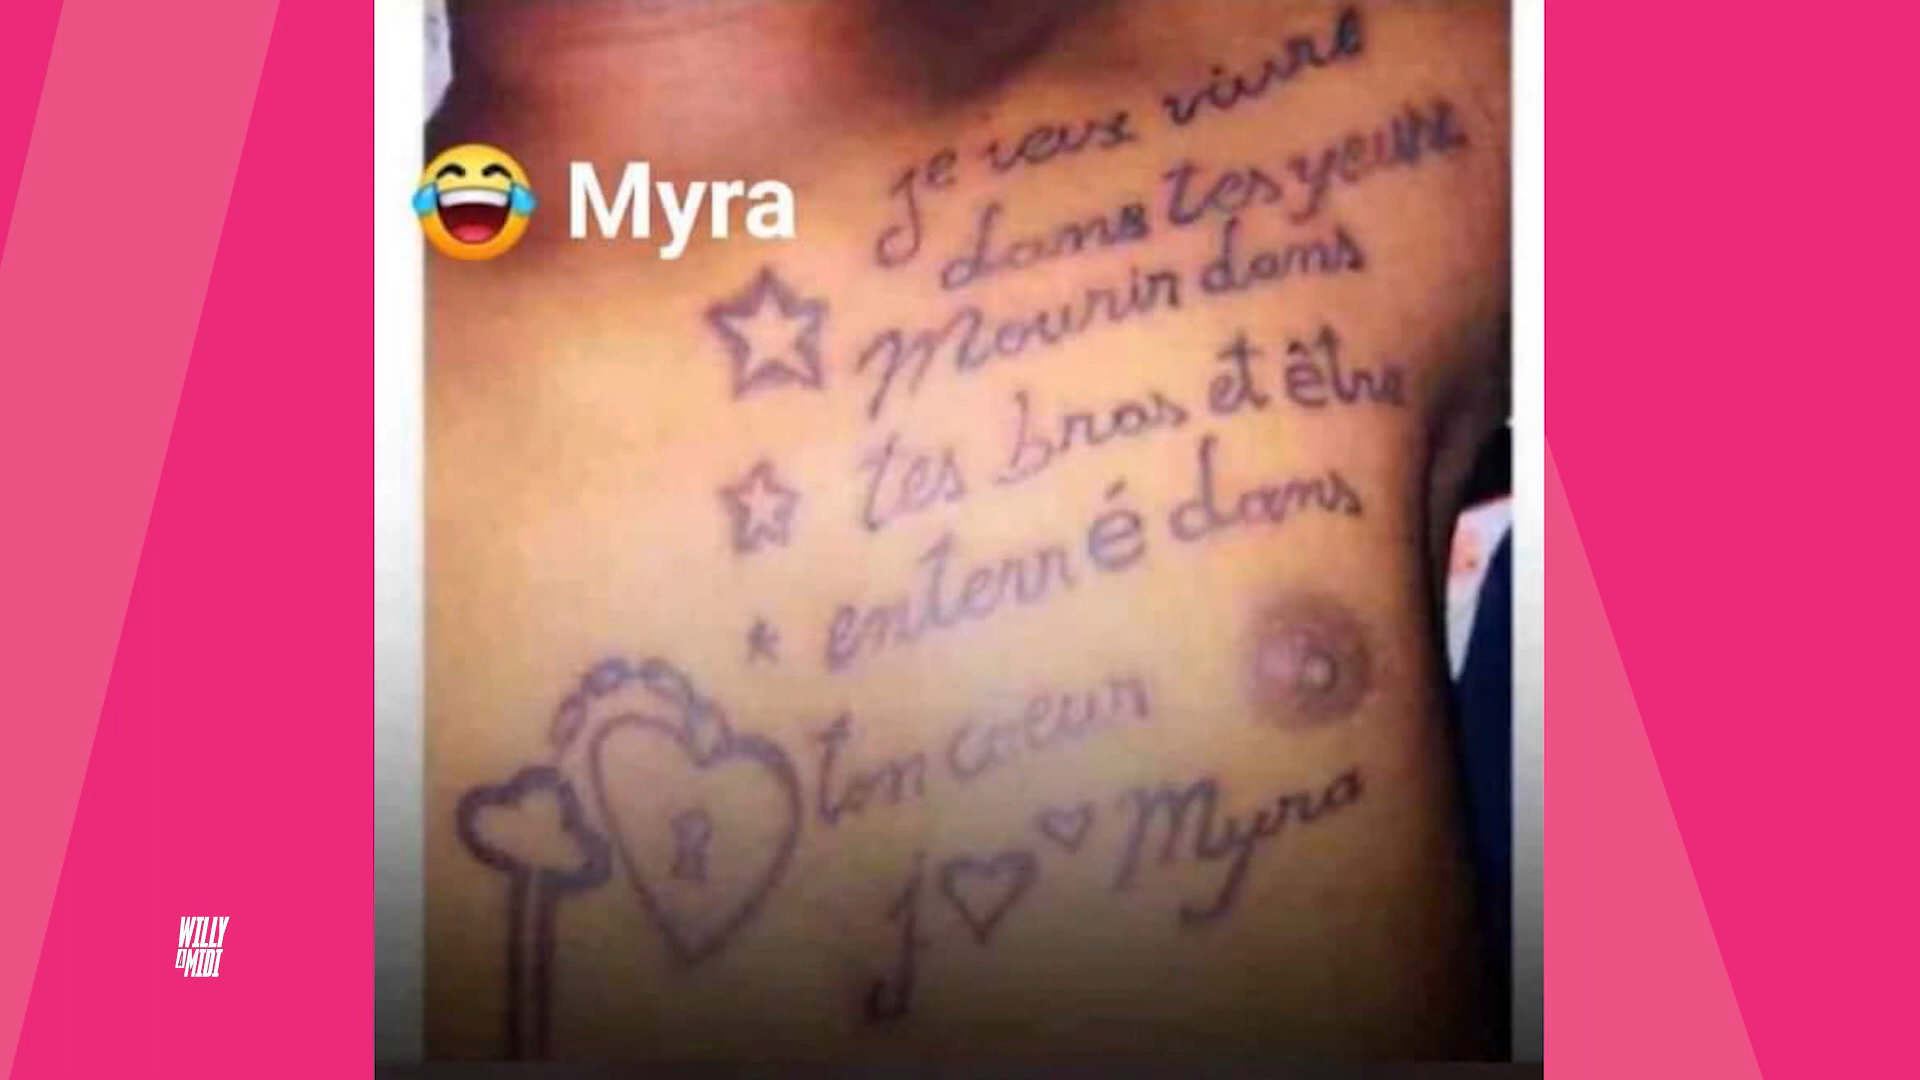 😂 Myra
je veux vivre
dans tes yeux
Mourir dans
tes bras et être
enterré dans
ton coeur
j ♡ ♡ Myra
WILLY
A MIDI